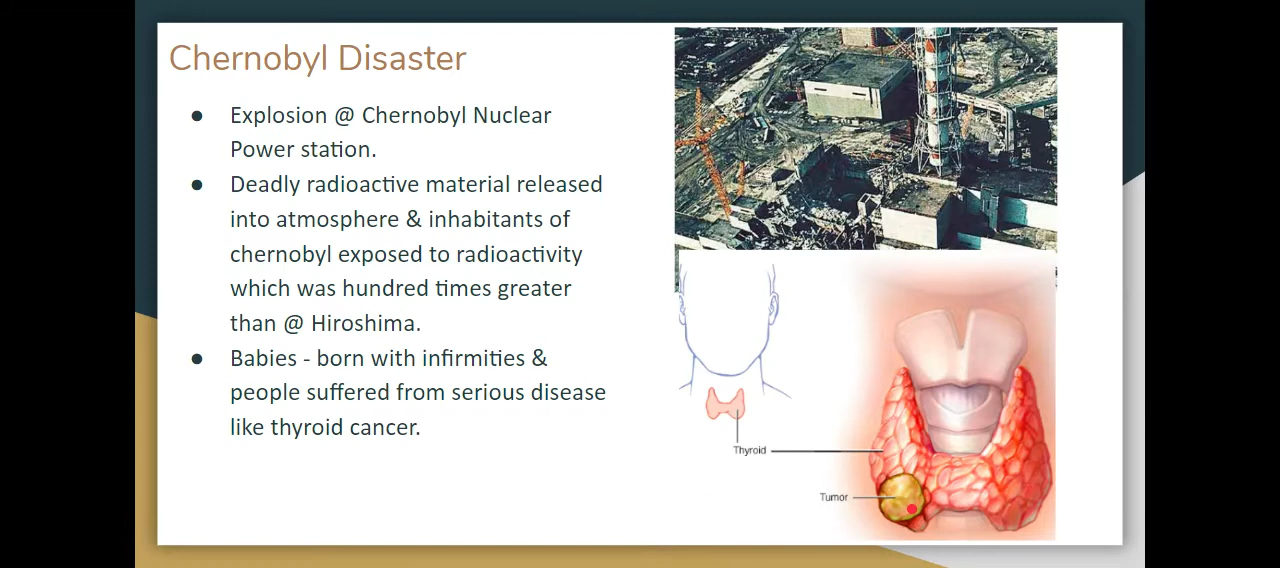 Chernobyl Disaster
● Explosion @ Chernobyl Nuclear
Power station.
● Deadly radioactive material released
into atmosphere & inhabitants of
chernobyl exposed to radioactivity
which was hundred times greater
than @ Hiroshima.
● Babies - born with infirmities &
people suffered from serious disease
like thyroid cancer.
Thyroid
Tumor